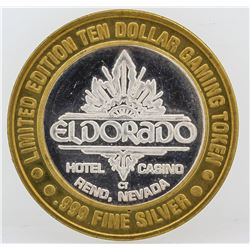 LIMITED EDITION TEN DOLLAR GAMING TOKEN
ELDORADO
HOTEL CASINO
CT
RENO, NEVADA
.999 FINE SILVER